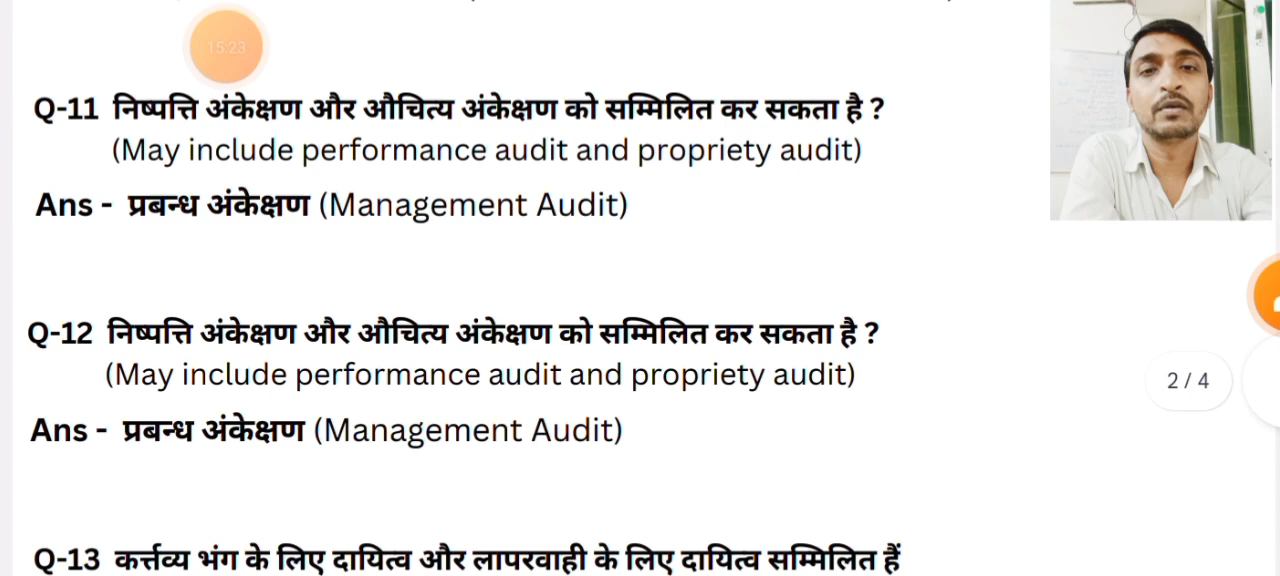 15:23
Q-11 निष्पत्ति अंकेक्षण और औचित्य अंकेक्षण को सम्मिलित कर सकता है ?
(May include performance audit and propriety audit)
Ans - प्रबन्ध अंकेक्षण (Management Audit)
Q-12 निष्पत्ति अंकेक्षण और औचित्य अंकेक्षण को सम्मिलित कर सकता है ?
(May include performance audit and propriety audit)
2 / 4
Ans - प्रबन्ध अंकेक्षण (Management Audit)
Q-13 कर्त्तव्य भंग के लिए दायित्व और लापरवाही के लिए दायित्व सम्मिलित हैं